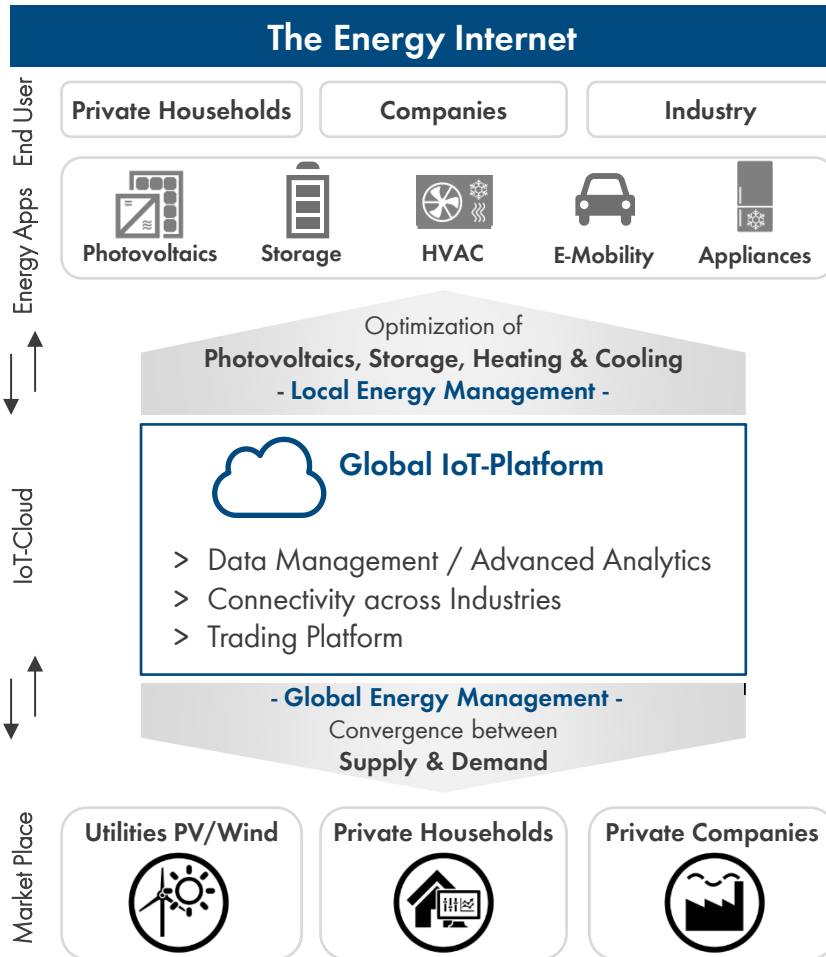 The Energy Internet
End User
Private Households
Companies
Industry
Energy Apps
Photovoltaics
Storage
HVAC
E-Mobility
Appliances
Optimization of
Photovoltaics, Storage, Heating & Cooling
- Local Energy Management -
IoT-Cloud
Global IoT-Platform
> Data Management / Advanced Analytics
> Connectivity across Industries
> Trading Platform
- Global Energy Management -
Convergence between
Supply & Demand
Market Place
Utilities PV/Wind
Private Households
Private Companies